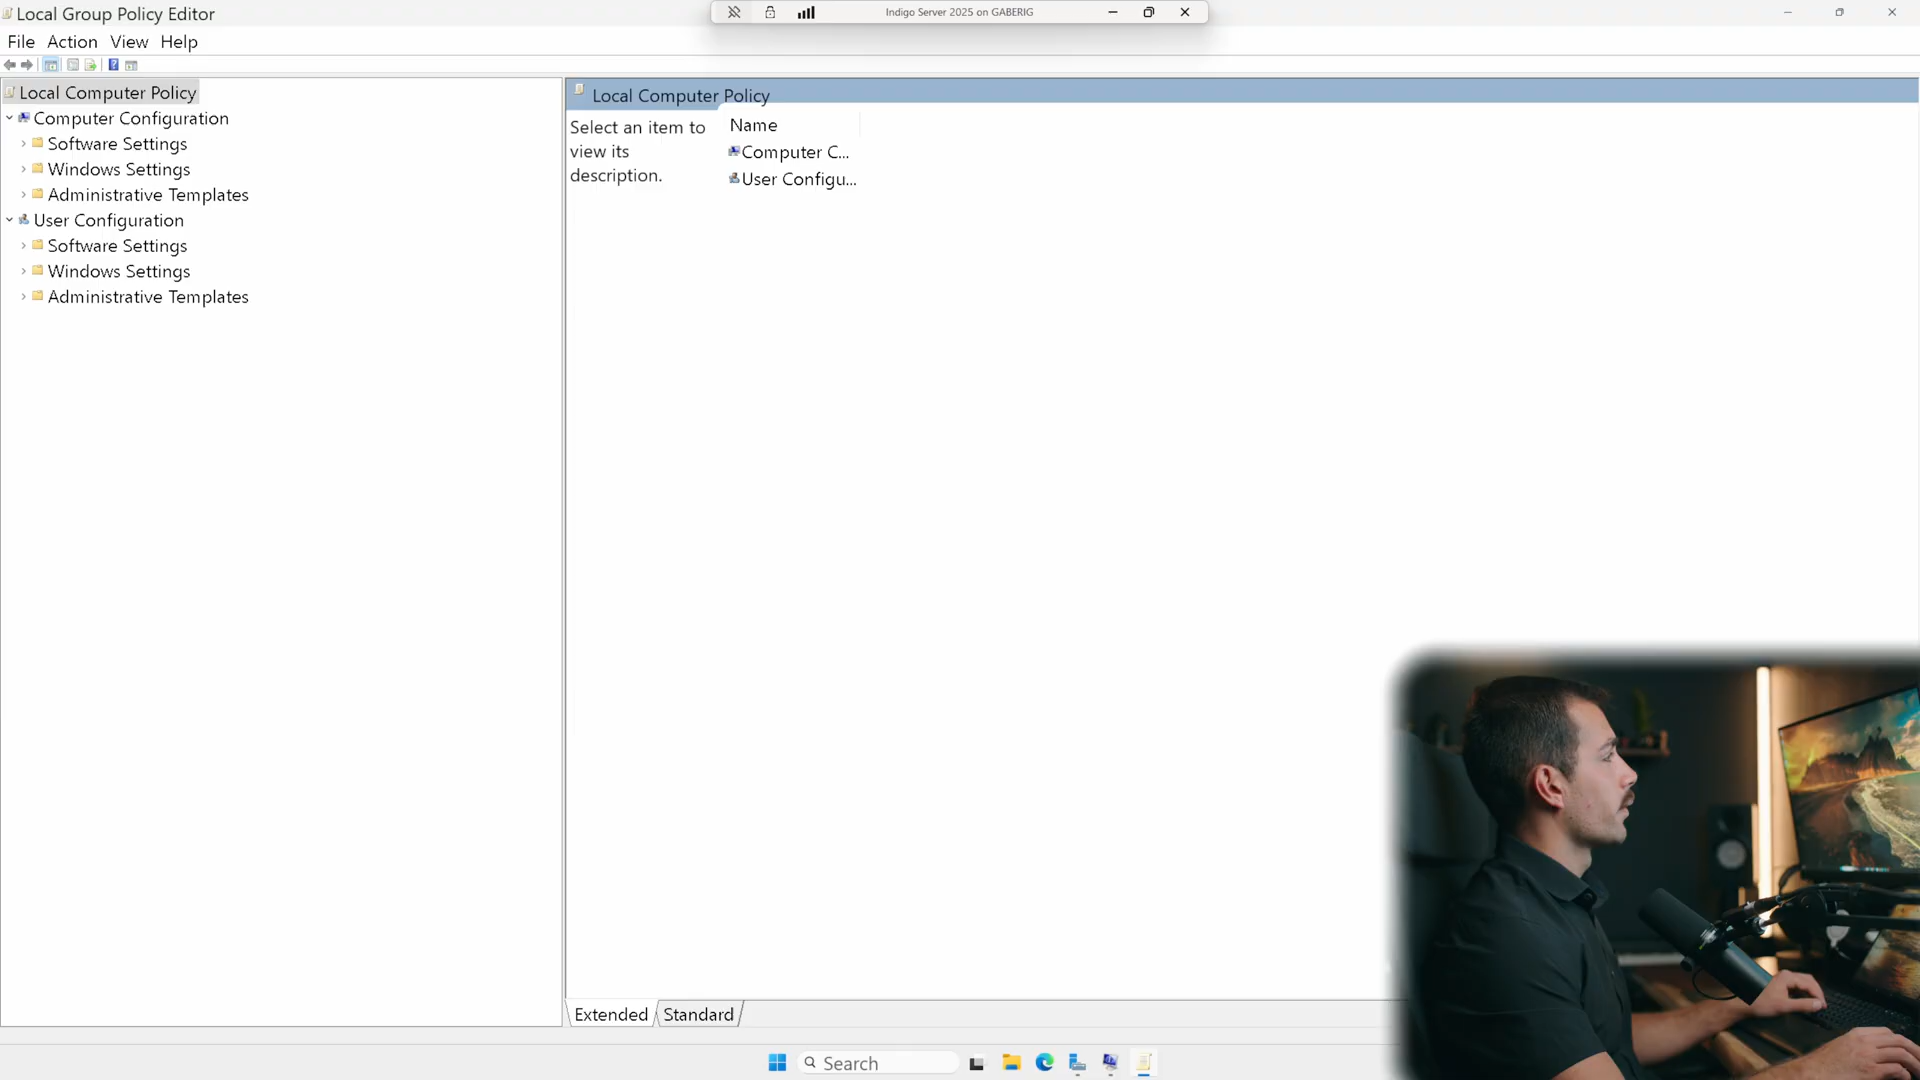 Local Group Policy Editor
Indigo Server 2025 on GABERIG
File Action View Help
Local Computer Policy
Computer Configuration
Software Settings
Windows Settings
Administrative Templates
User Configuration
Software Settings
Windows Settings
Administrative Templates
Local Computer Policy
Select an item to
view its
description.
Name
Computer C...
User Configu...
Extended
Standard
Search